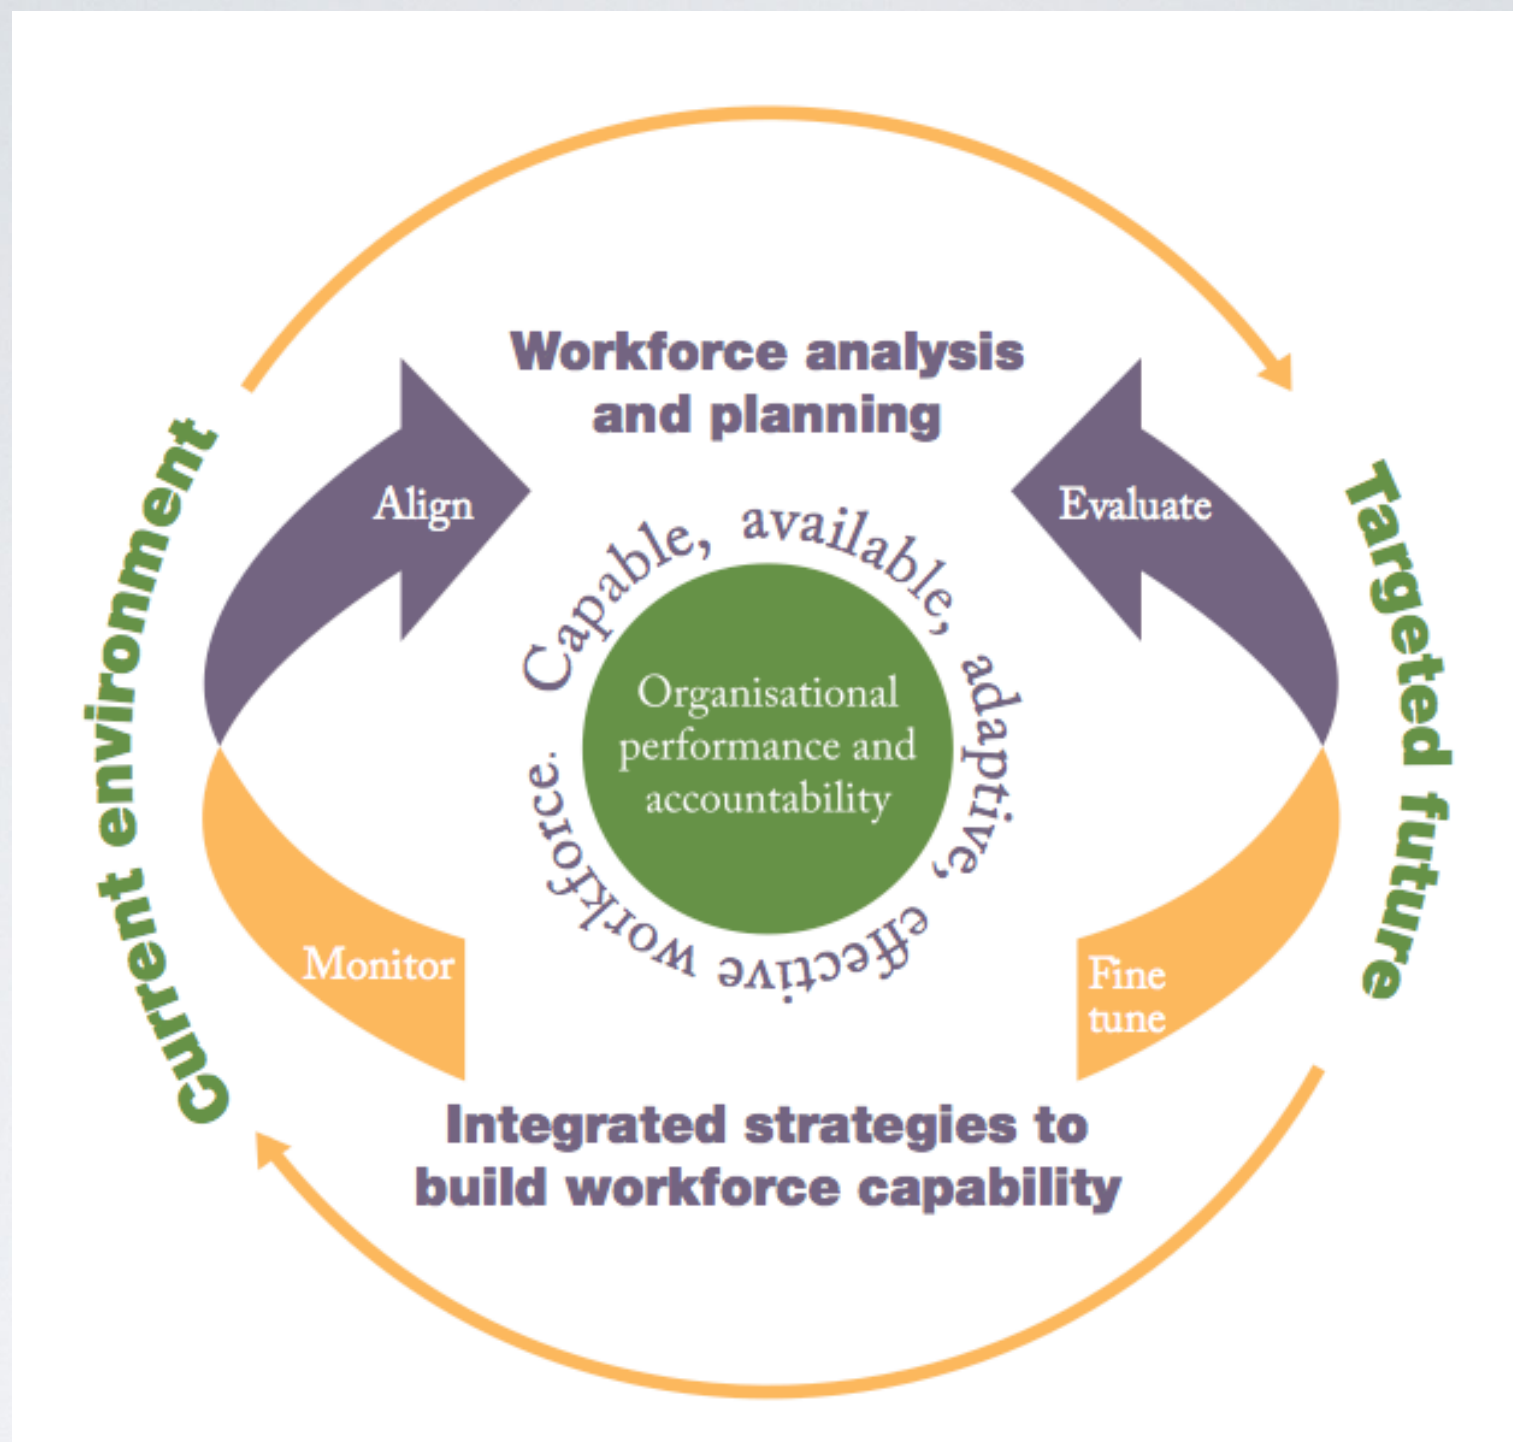 Workforce analysis
and planning
Current environment
Targeted future
Align
Evaluate
Capable, available, adaptive, effective workforce.
Organisational
performance and
accountability
Monitor
Fine
tune
Integrated strategies to
build workforce capability